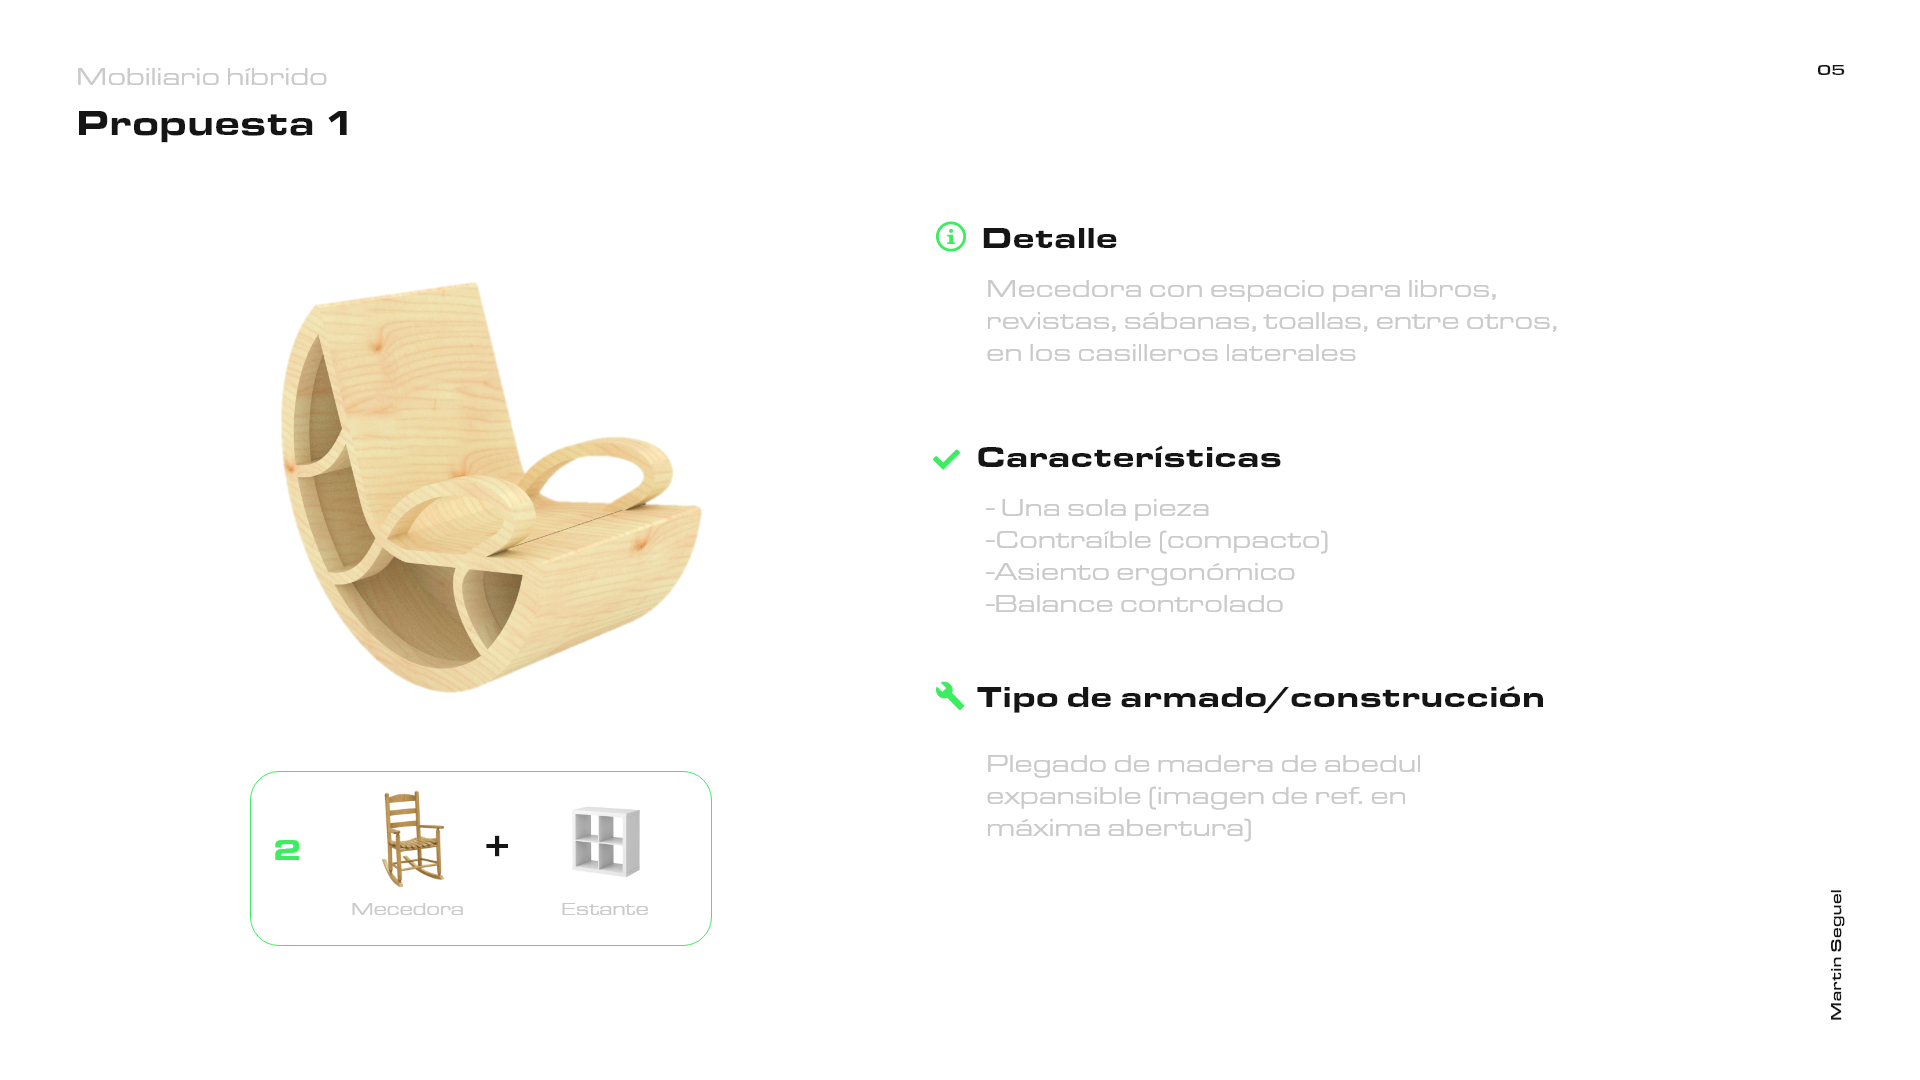 Mobiliario híbrido
Propuesta 1
05
Detalle
Mecedora con espacio para libros,
revistas, sábanas, toallas, entre otros,
en los casilleros laterales
Características
- Una sola pieza
-Contraíble (compacto)
-Asiento ergonómico
-Balance controlado
Tipo de armado/construcción
Plegado de madera de abedul
expansible (imagen de ref. en
máxima abertura)
2
+
Mecedora
Estante
Martin Seguel